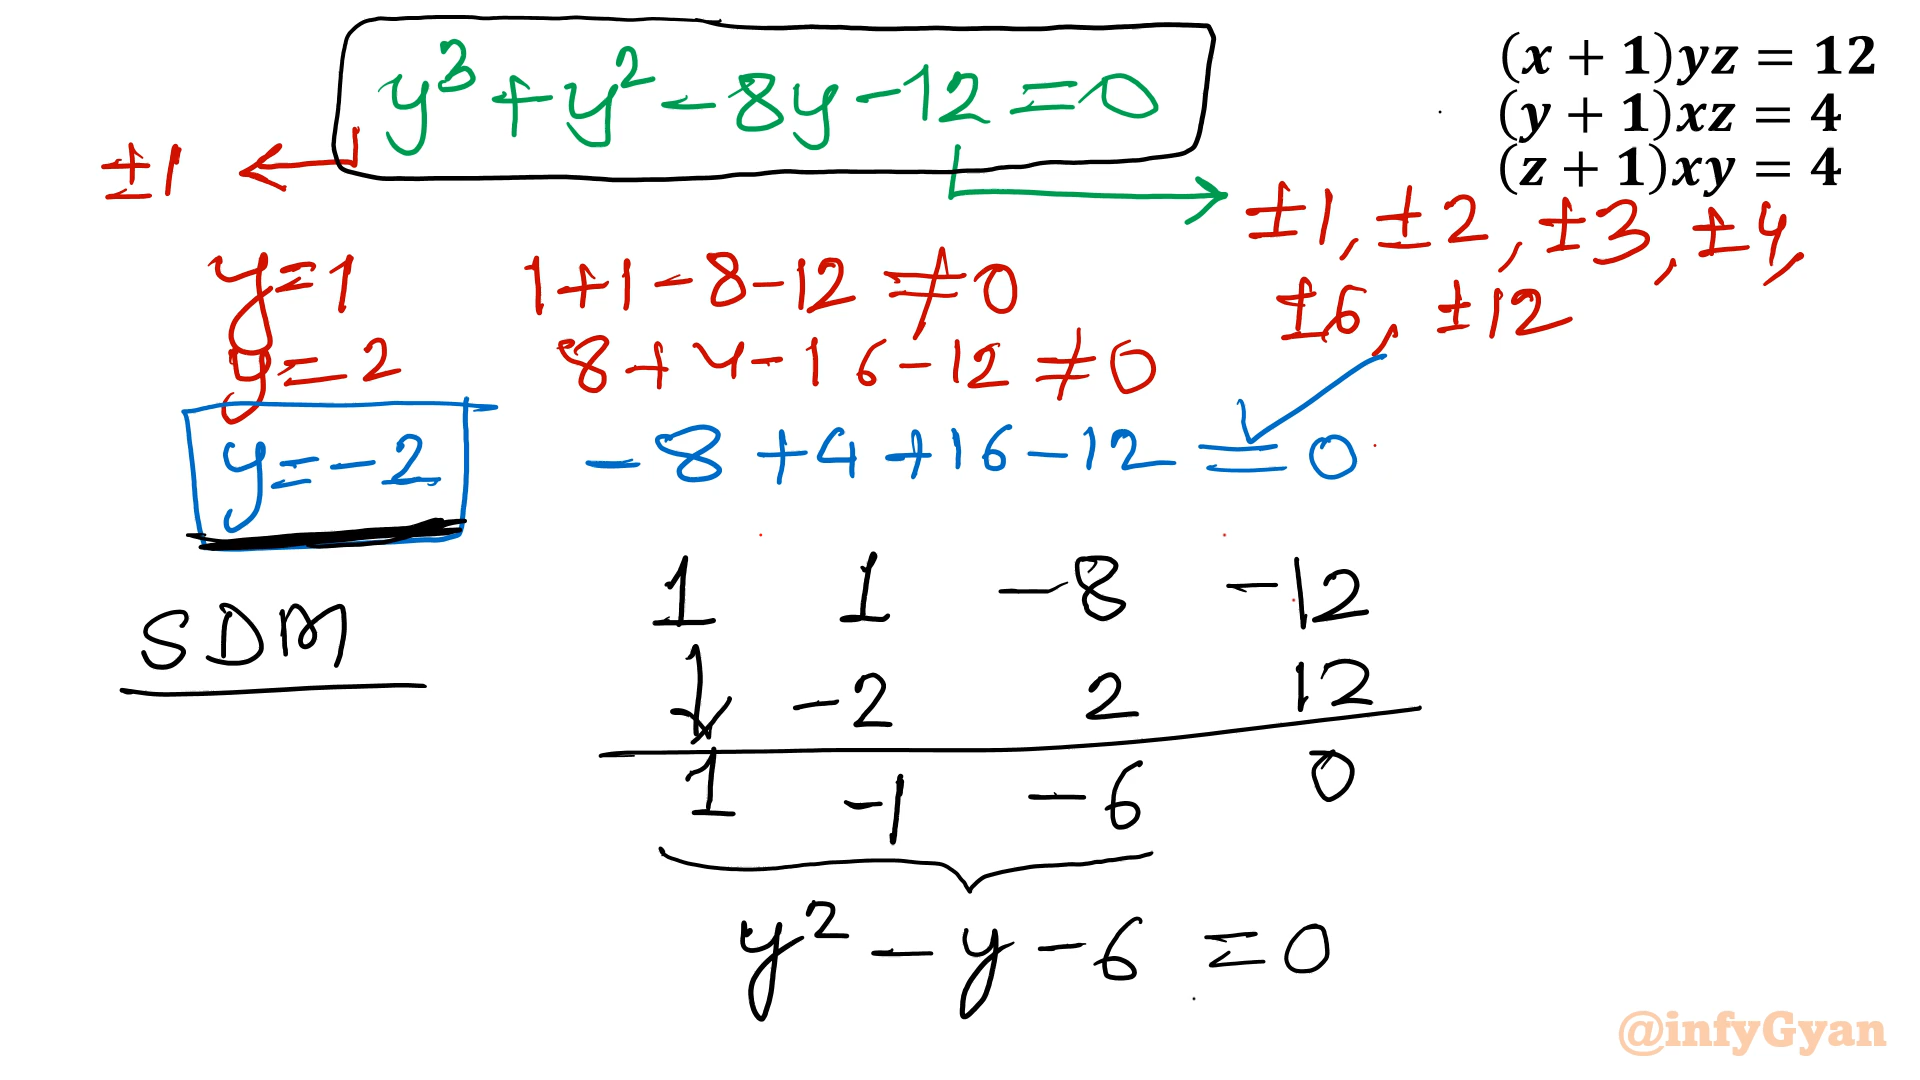 y³ + y² - 8y - 12 = 0
(x + 1)yz = 12
(y + 1)xz = 4
(z + 1)xy = 4
±1
±1, ±2, ±3, ±4,
±6, ±12
y = 1 1 + 1 - 8 - 12 ≠ 0
y = 2 8 + 4 - 16 - 12 ≠ 0
y = -2 -8 + 4 + 16 - 12 = 0
SDM
1 1 -8 -12
↓ -2 2 12
1 -1 -6 0
y² - y - 6 = 0
@infyGyan